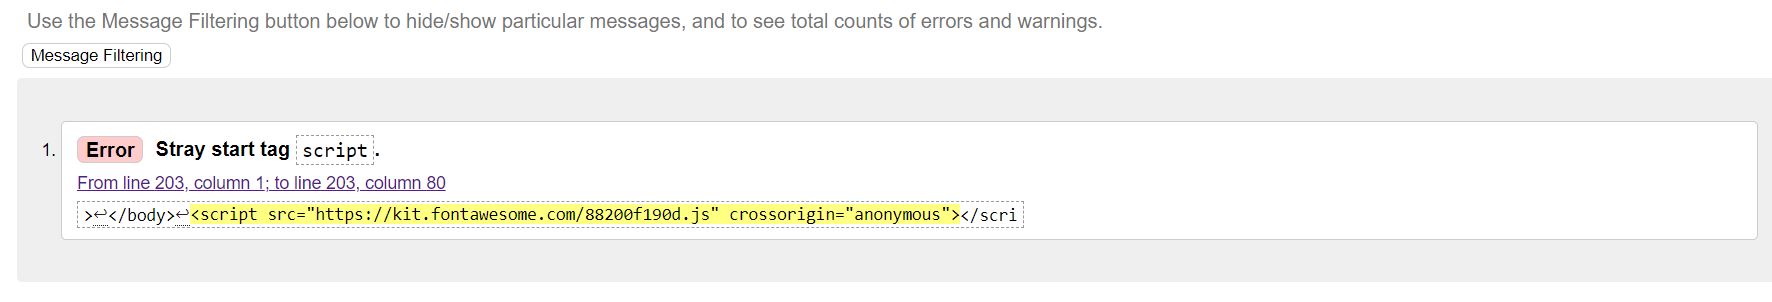 Use the Message Filtering button below to hide/show particular messages, and to see total counts of errors and warnings.
Message Filtering
1. Error Stray start tag script.
From line 203, column 1; to line 203, column 80
>↩</body>↩<script src="https://kit.fontawesome.com/88200f190d.js" crossorigin="anonymous"></scri